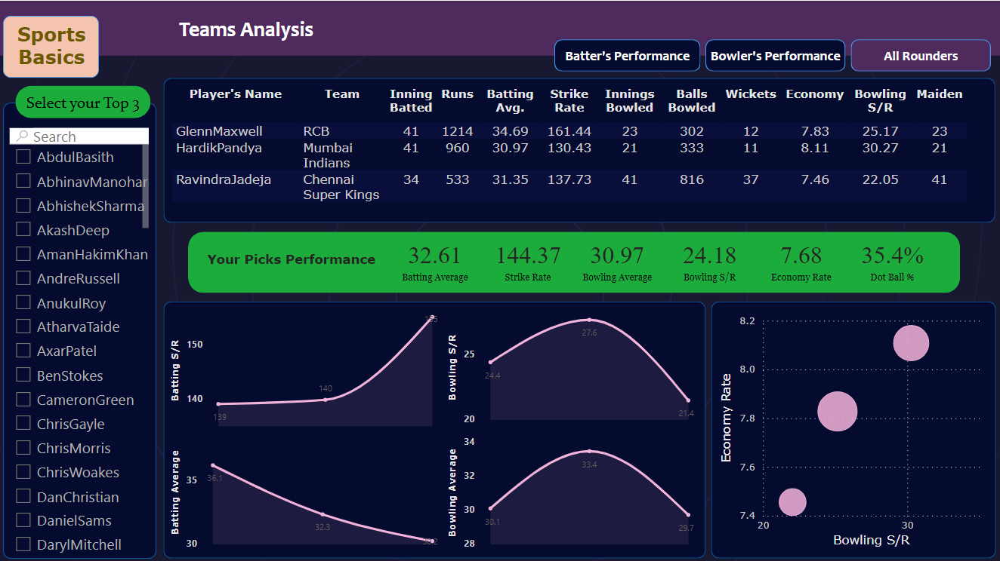 Sports
Basics
Teams Analysis
Batter's Performance
Bowler's Performance
All Rounders
Select your Top 3
Search
AbdulBasith
AbhinavManohar
AbhishekSharma
AkashDeep
AmanHakimKhan
AndreRussell
AnukulRoy
AtharvaTaide
AxarPatel
BenStokes
CameronGreen
ChrisGayle
ChrisMorris
ChrisWoakes
DanChristian
DanielSams
DarylMitchell
Player's Name Team Inning Runs Batting Strike Innings Balls Wickets Economy Bowling Maiden
Batted Avg. Rate Bowled Bowled S/R
GlennMaxwell RCB 41 1214 34.69 161.44 23 302 12 7.83 25.17 23
HardikPandya Mumbai 41 960 30.97 130.43 21 333 11 8.11 30.27 21
Indians
RavindraJadeja Chennai 34 533 31.35 137.73 41 816 37 7.46 22.05 41
Super Kings
Your Picks Performance
32.61 144.37 30.97 24.18 7.68 35.4%
Batting Average Strike Rate Bowling Average Bowling S/R Economy Rate Dot Ball %
Batting S/R
150
140
139
140
155
Bowling S/R
25
20
24.4
27.6
21.4
Batting Average
35
30
36.1
32.3
30.2
Bowling Average
34
32
30
28
30.1
33.4
29.7
Economy Rate
8.2
8.0
7.8
7.6
7.4
20 30
Bowling S/R